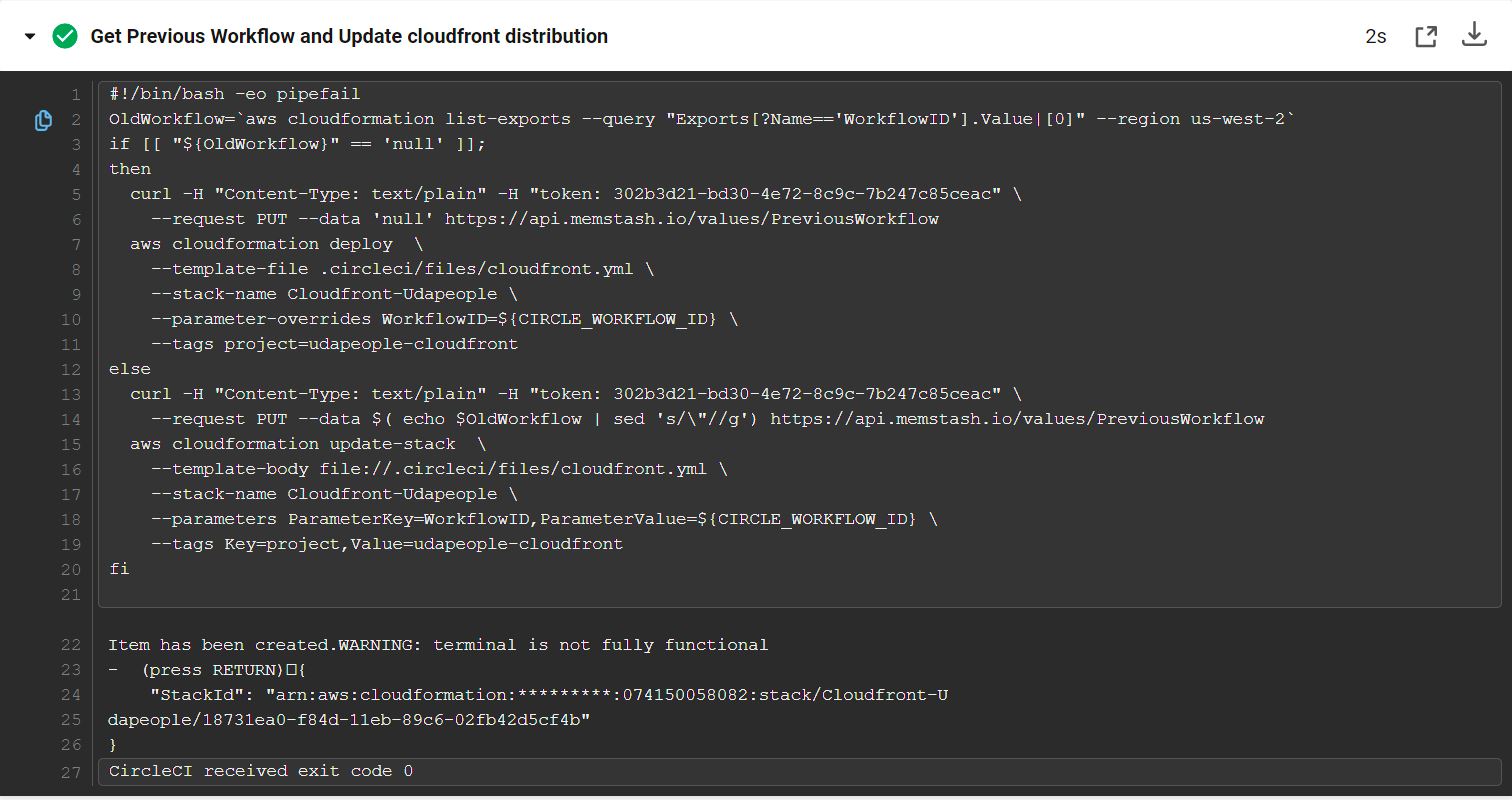 Get Previous Workflow and Update cloudfront distribution 2s
1 #!/bin/bash -eo pipefail
2 OldWorkflow=`aws cloudformation list-exports --query "Exports[?Name=='WorkflowID'].Value|[0]" --region us-west-2`
3 if [[ "${OldWorkflow}" == 'null' ]];
4 then
5   curl -H "Content-Type: text/plain" -H "token: 302b3d21-bd30-4e72-8c9c-7b247c85ceac" \
6     --request PUT --data 'null' https://api.memstash.io/values/PreviousWorkflow
7   aws cloudformation deploy  \
8     --template-file .circleci/files/cloudfront.yml \
9     --stack-name Cloudfront-Udapeople \
10     --parameter-overrides WorkflowID=${CIRCLE_WORKFLOW_ID} \
11     --tags project=udapeople-cloudfront
12 else
13   curl -H "Content-Type: text/plain" -H "token: 302b3d21-bd30-4e72-8c9c-7b247c85ceac" \
14     --request PUT --data $( echo $OldWorkflow | sed 's/\"//g') https://api.memstash.io/values/PreviousWorkflow
15   aws cloudformation update-stack  \
16     --template-body file://.circleci/files/cloudfront.yml \
17     --stack-name Cloudfront-Udapeople \
18     --parameters ParameterKey=WorkflowID,ParameterValue=${CIRCLE_WORKFLOW_ID} \
19     --tags Key=project,Value=udapeople-cloudfront
20 fi
21
22 Item has been created.WARNING: terminal is not fully functional
23 -  (press RETURN)▯{
24     "StackId": "arn:aws:cloudformation:*********:074150058082:stack/Cloudfront-U
25 dapeople/18731ea0-f84d-11eb-89c6-02fb42d5cf4b"
26 }
27 CircleCI received exit code 0